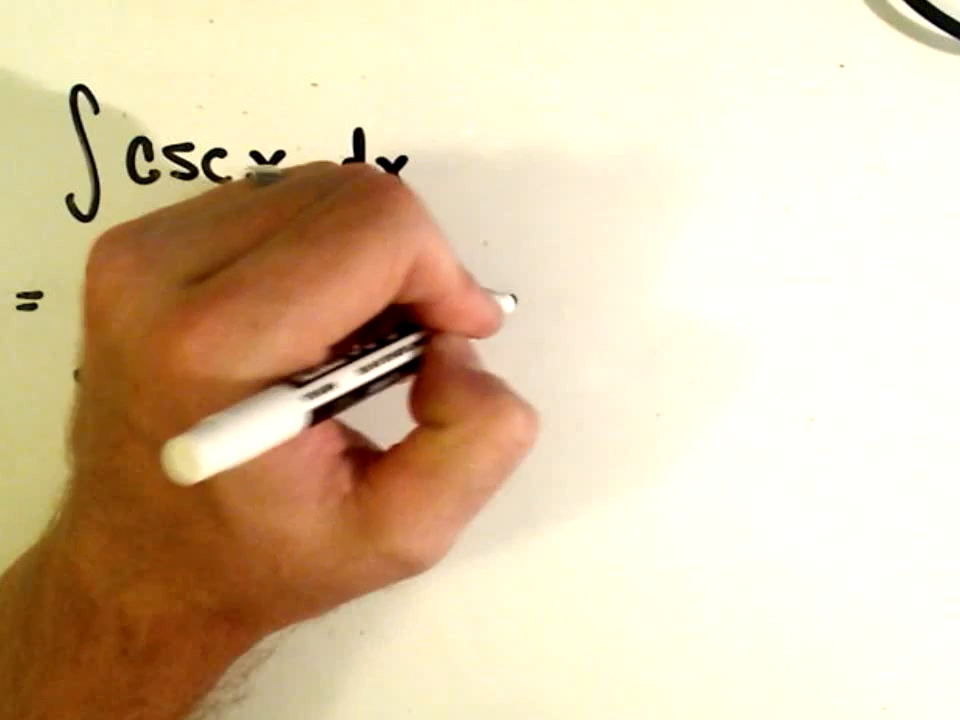 ∫ csc x dx
=